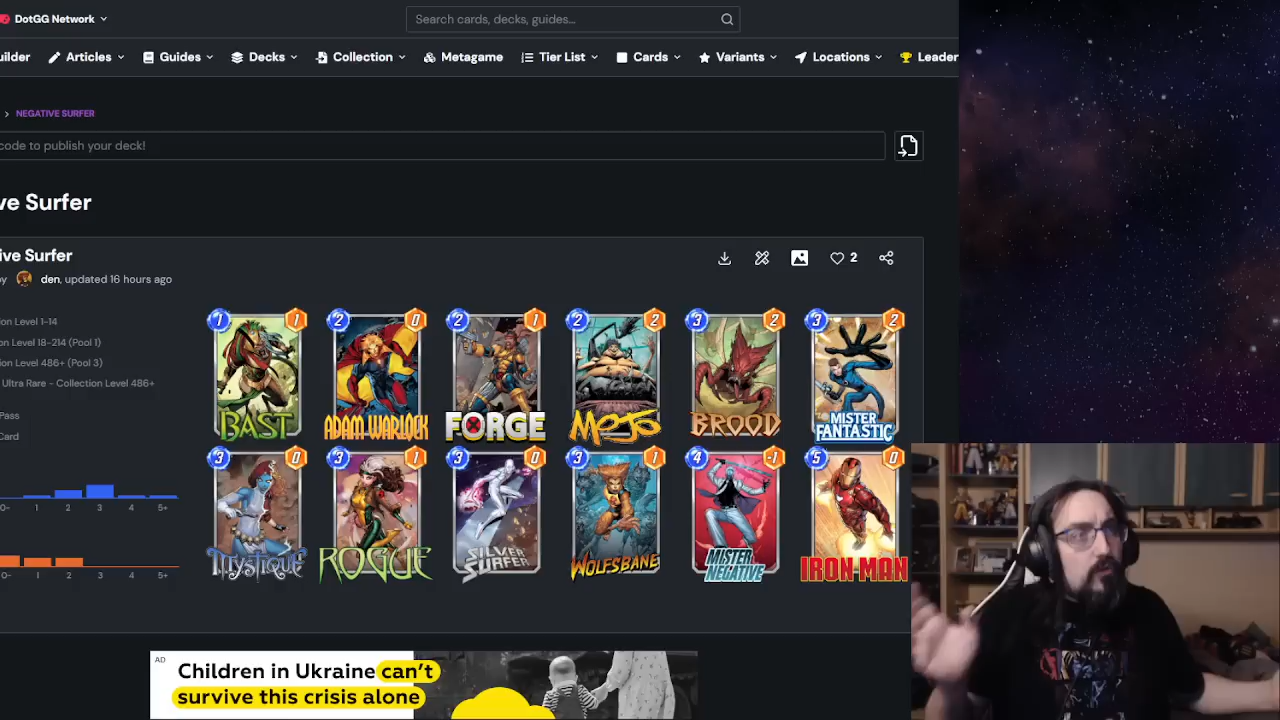 DotGG Network
Search cards, decks, guides...
uilder Articles Guides Decks Collection Metagame Tier List Cards Variants Locations Leader
NEGATIVE SURFER
code to publish your deck!
ve Surfer
ive Surfer
2
by den, updated 16 hours ago
ion Level 1-14
ion Level 18-214 (Pool 1)
ion Level 486+ (Pool 3)
Ultra Rare - Collection Level 486+
Pass
Card
0- 1 2 3 4 5+
0- 1 2 3 4 5+
1 1 2 0 2 1 2 2 3 2 3 2
BAST ADAM WARLOCK FORGE MOJO BROOD MISTER FANTASTIC
3 0 3 1 3 0 3 1 4 -1 5 0
MYSTIQUE ROGUE SILVER SURFER WOLFSBANE MISTER NEGATIVE IRON MAN
AD
Children in Ukraine can't
survive this crisis alone